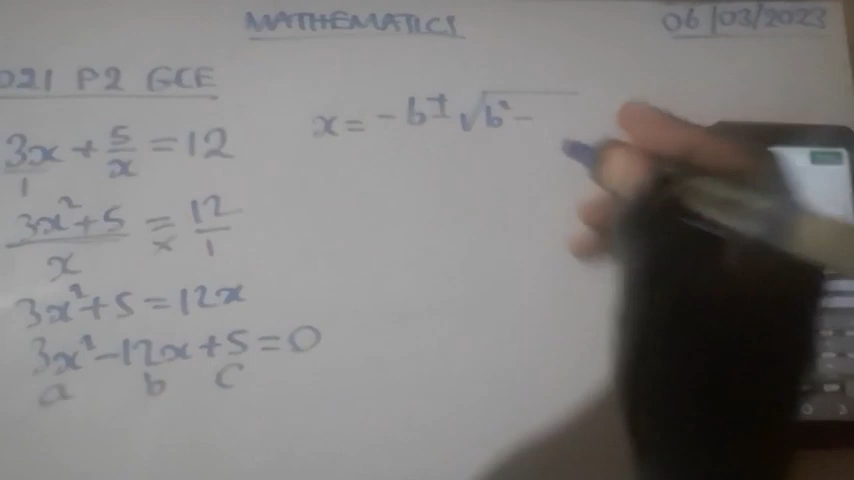 MATHEMATICS
06/03/2023
021 P2 GCE
3x + 5/x = 12
1
3x²+5/x = 12/1
x
3x²+5 = 12x
3x²-12x+5=0
a b c
x = -b ± √b²-